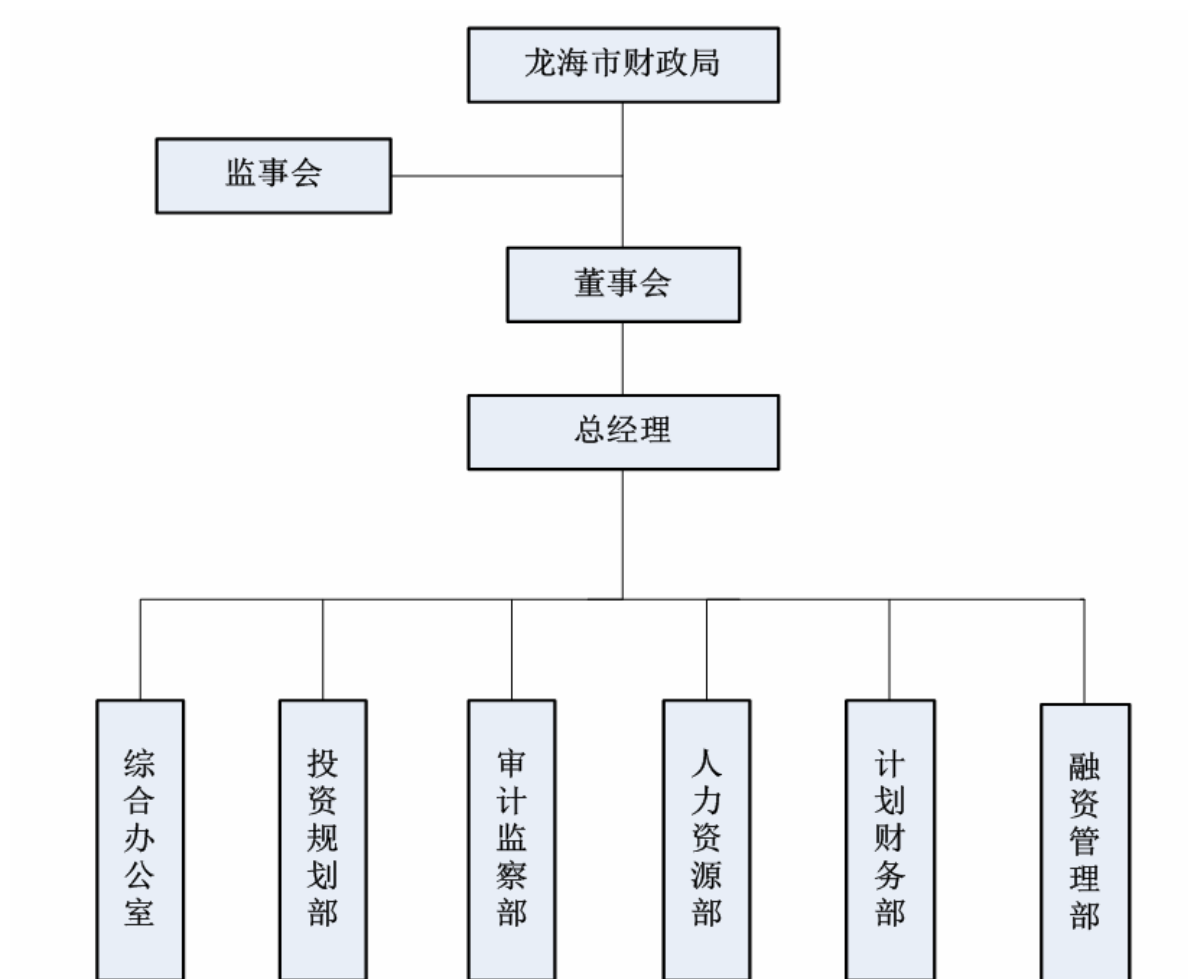 龙海市财政局
监事会
董事会
总经理
综合办公室
投资规划部
审计监察部
人力资源部
计划财务部
融资管理部